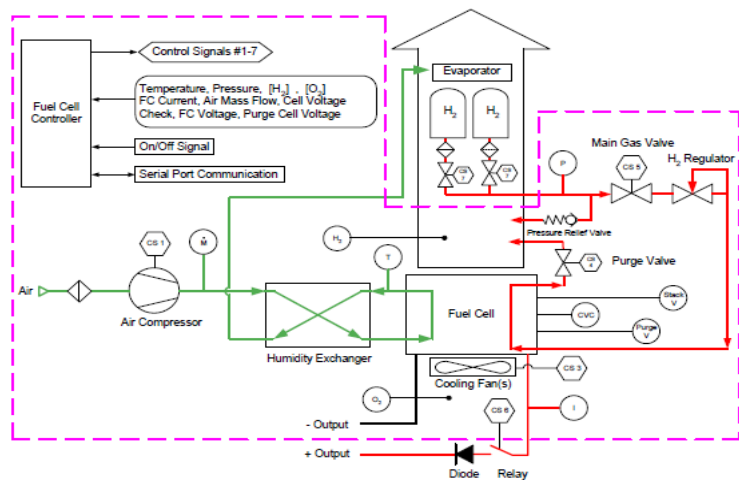 Fuel Cell
Controller
Control Signals #1-7
Temperature, Pressure, [H2] , [O2]
FC Current, Air Mass Flow, Cell Voltage
Check, FC Voltage, Purge Cell Voltage
On/Off Signal
Serial Port Communication
Evaporator
H2
H2
CS
7
CS
7
P
Main Gas Valve
CS 5
H2 Regulator
Pressure Relief Valve
H2
CS
4
Purge Valve
CS 1
M
T
Air
Air Compressor
Humidity Exchanger
Fuel Cell
Stack
V
CVC
Purge
V
CS 3
Cooling Fan(s)
O2
CS 6
I
- Output
+ Output
Diode
Relay